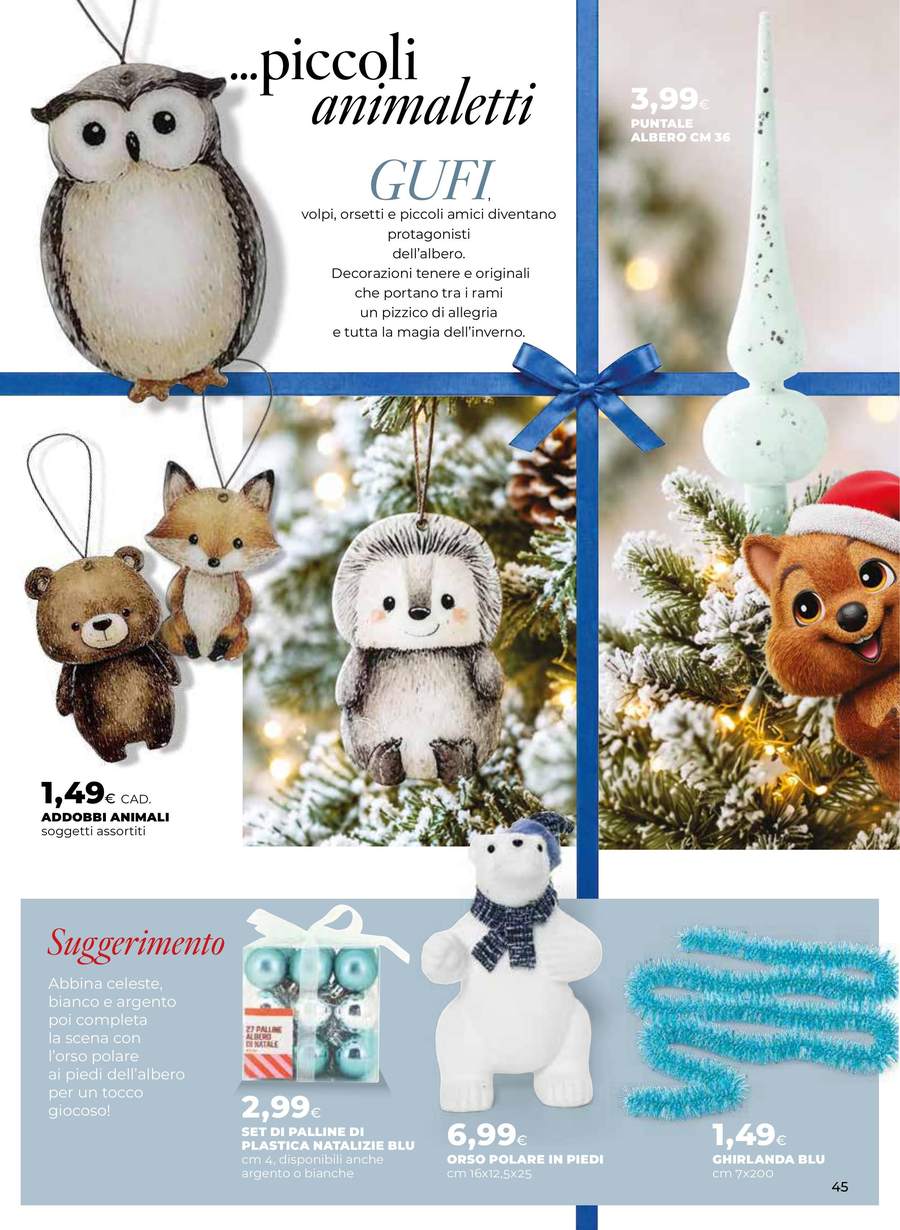 ...piccoli
animaletti
GUFI,
volpi, orsetti e piccoli amici diventano
protagonisti
dell'albero.
Decorazioni tenere e originali
che portano tra i rami
un pizzico di allegria
e tutta la magia dell'inverno.
3,99€
PUNTALE
ALBERO CM 36
1,49€ CAD.
ADDOBBI ANIMALI
soggetti assortiti
Suggerimento
Abbina celeste,
bianco e argento
poi completa
la scena con
l'orso polare
ai piedi dell'albero
per un tocco
giocoso!
27 PALLINE
ALBERO
DI NATALE
2,99€
SET DI PALLINE DI
PLASTICA NATALIZIE BLU
cm 4, disponibili anche
argento o bianche
6,99€
ORSO POLARE IN PIEDI
cm 16x12,5x25
1,49€
GHIRLANDA BLU
cm 7x200
45